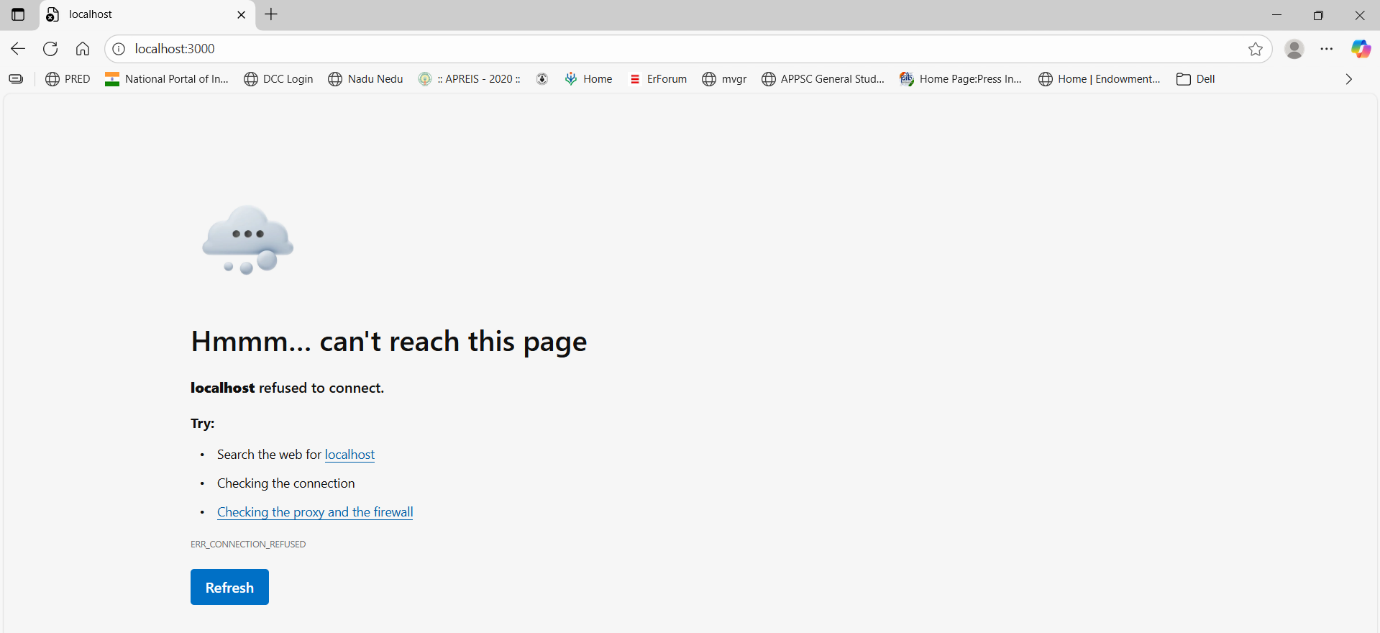 localhost
localhost:3000
PRED National Portal of In... DCC Login Nadu Nedu :: APREIS - 2020 :: Home ErForum mvgr APPSC General Stud... Home Page:Press In... Home | Endowment... Dell
Hmmm... can't reach this page
localhost refused to connect.
Try:
• Search the web for localhost
• Checking the connection
• Checking the proxy and the firewall
ERR_CONNECTION_REFUSED
Refresh